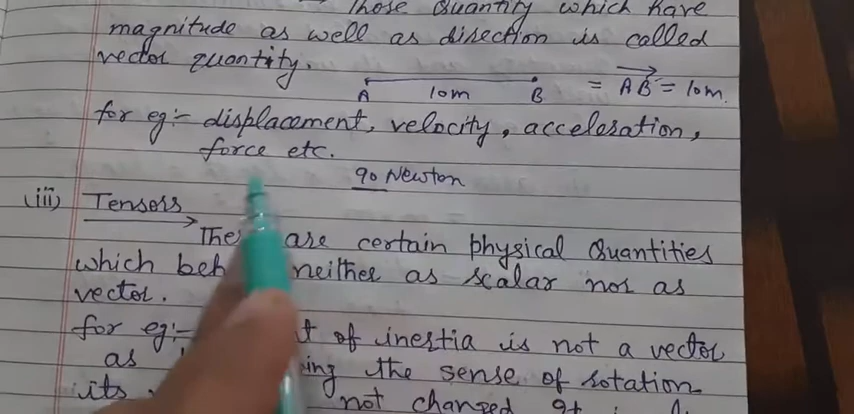 Those Quantity which have
magnitude as well as direction is called
vector quantity.
A 10m B = AB = 10m.
for eg:- displacement, velocity, acceleration,
force etc.
90 Newton
(iii) Tensors
The are certain physical Quantities
which beh neither as scalar nor as
vector.
for eg:- t of inertia is not a vector
as ing the sense of rotation
its not changed